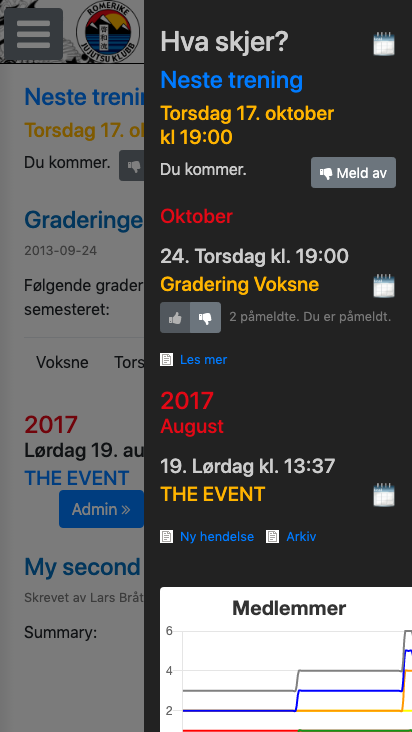 ROMERIKE
JUJUTSU KLUBB
Neste trenin
Torsdag 17. o
Du kommer.
Graderinge
2013-09-24
Følgende grader
semesteret:
Voksne Tors
2017
Lørdag 19. au
THE EVENT
Admin »
My second
Skrevet av Lars Bråt
Summary:
Hva skjer?
Neste trening
Torsdag 17. oktober
kl 19:00
Du kommer.
Meld av
Oktober
24. Torsdag kl. 19:00
Gradering Voksne
2 påmeldte. Du er påmeldt.
Les mer
2017
August
19. Lørdag kl. 13:37
THE EVENT
Ny hendelse Arkiv
Medlemmer
6
4
2